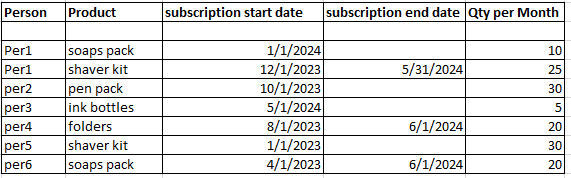 Person Product subscription start date subscription end date Qty per Month
Per1 soaps pack 1/1/2024 10
Per1 shaver kit 12/1/2023 5/31/2024 25
per2 pen pack 10/1/2023 30
per3 ink bottles 5/1/2024 5
per4 folders 8/1/2023 6/1/2024 20
per5 shaver kit 1/1/2023 30
per6 soaps pack 4/1/2023 6/1/2024 20